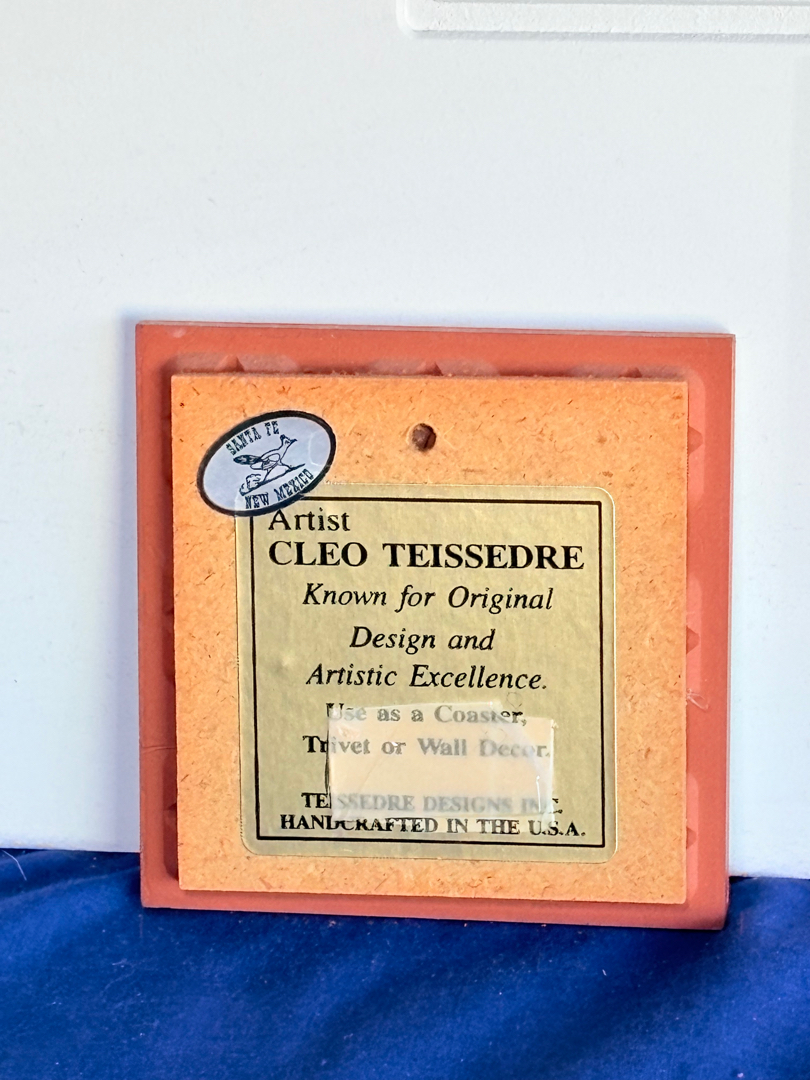 SANTA FE
NEW MEXICO
Artist
CLEO TEISSEDRE
Known for Original
Design and
Artistic Excellence.
Use as a Coaster,
Trivet or Wall Decor.
TEISSEDRE DESIGNS INC.
HANDCRAFTED IN THE U.S.A.